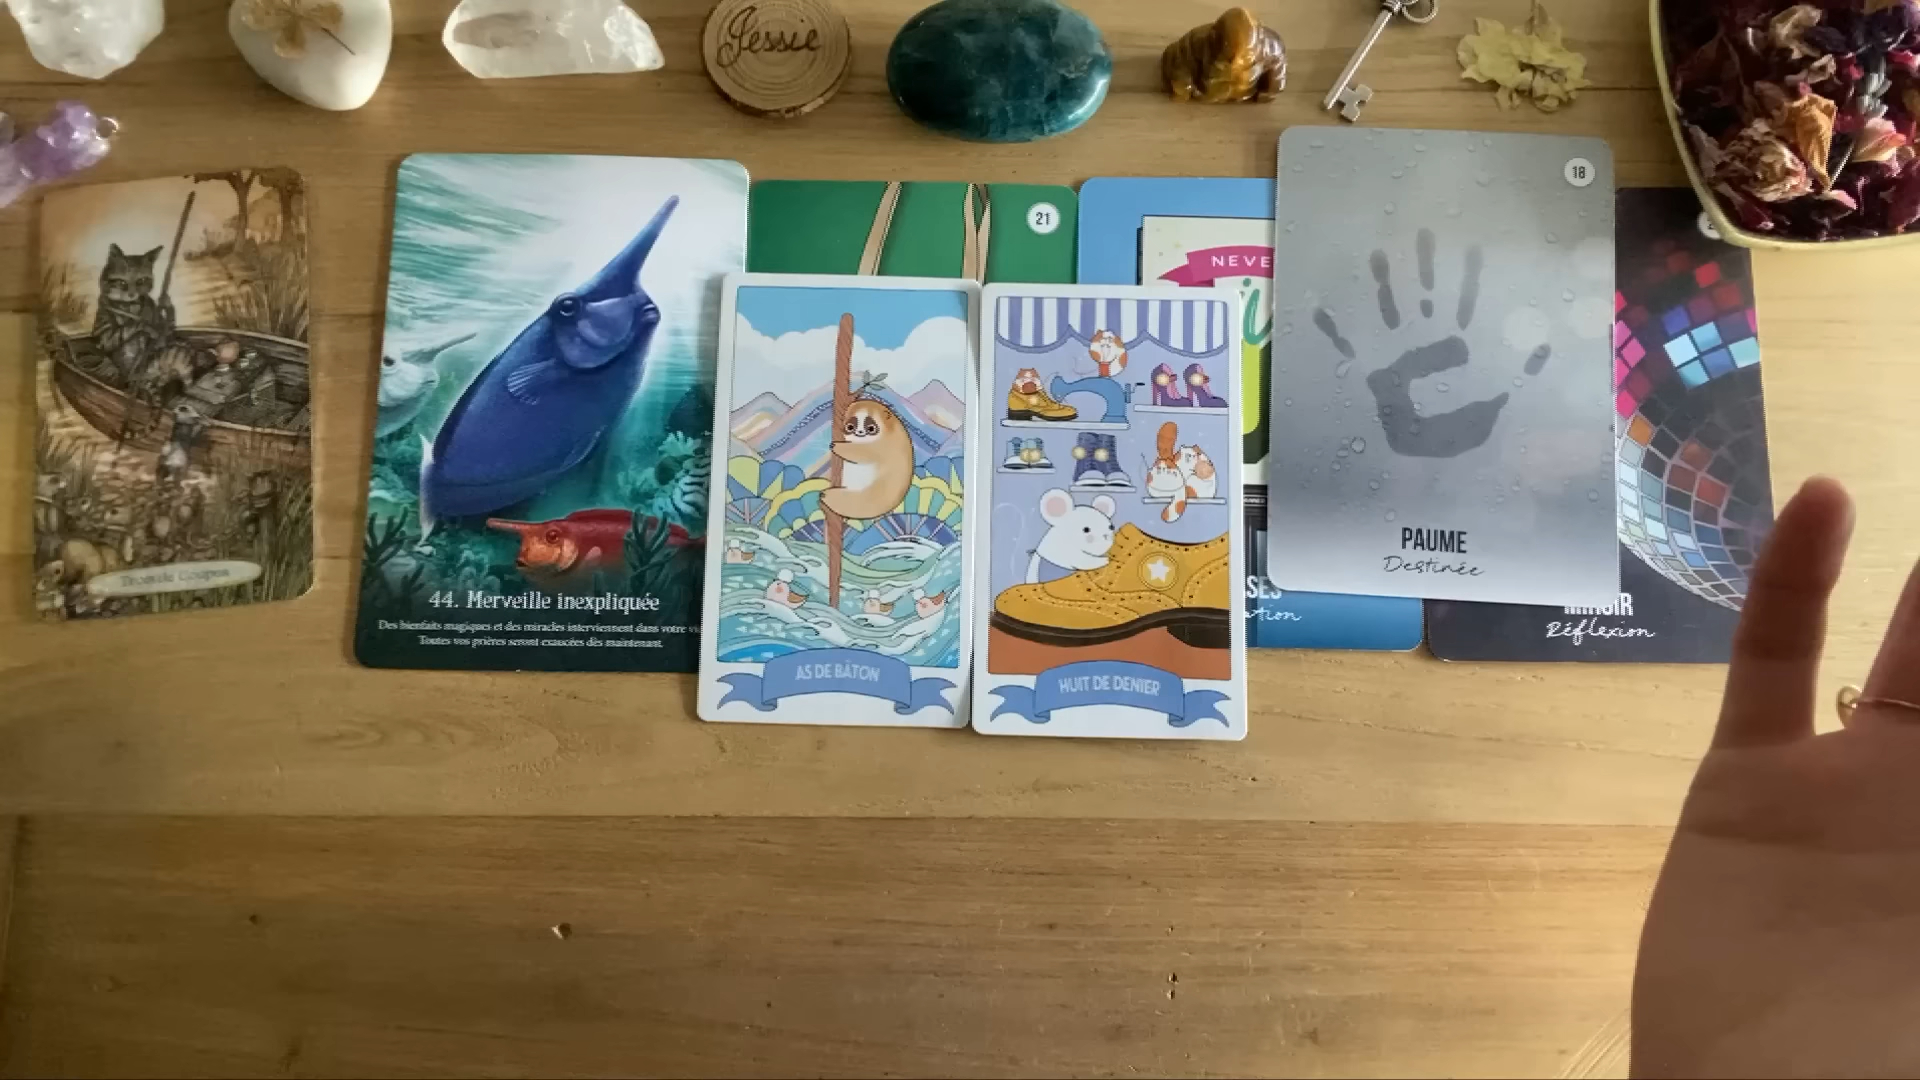 Jessie
21
18
NEVE
44. Merveille inexpliquée
Des bienfaits magiques et des miracles interviennent dans votre
Toutes vos prières seront exaucées dès maintenant.
AS DE BÂTON
HUIT DE DENIER
PAUME
Destinée
MIROIR
Réflexion